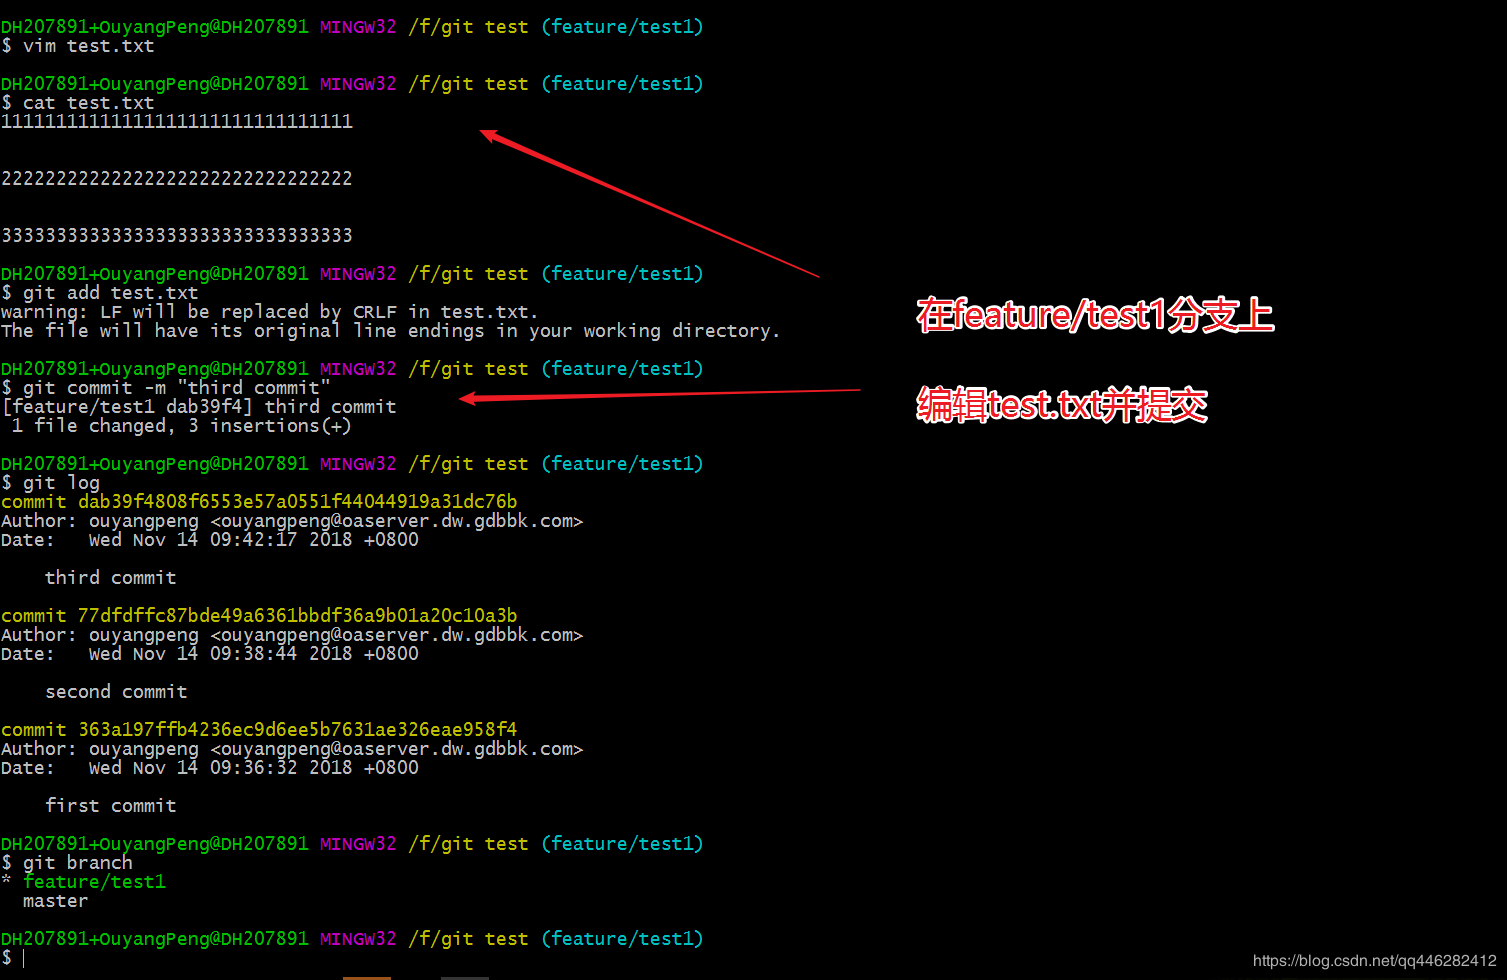 DH207891+OuyangPeng@DH207891 MINGW32 /f/git test (feature/test1)
$ vim test.txt
DH207891+OuyangPeng@DH207891 MINGW32 /f/git test (feature/test1)
$ cat test.txt
11111111111111111111111111111111
22222222222222222222222222222222
33333333333333333333333333333333
DH207891+OuyangPeng@DH207891 MINGW32 /f/git test (feature/test1)
$ git add test.txt
warning: LF will be replaced by CRLF in test.txt.
The file will have its original line endings in your working directory.
DH207891+OuyangPeng@DH207891 MINGW32 /f/git test (feature/test1)
$ git commit -m "third commit"
[feature/test1 dab39f4] third commit
1 file changed, 3 insertions(+)
DH207891+OuyangPeng@DH207891 MINGW32 /f/git test (feature/test1)
$ git log
commit dab39f4808f6553e57a0551f44044919a31dc76b
Author: ouyangpeng <ouyangpeng@oaserver.dw.gdbbk.com>
Date:   Wed Nov 14 09:42:17 2018 +0800
third commit
commit 77dfdffc87bde49a6361bbdf36a9b01a20c10a3b
Author: ouyangpeng <ouyangpeng@oaserver.dw.gdbbk.com>
Date:   Wed Nov 14 09:38:44 2018 +0800
second commit
commit 363a197ffb4236ec9d6ee5b7631ae326eae958f4
Author: ouyangpeng <ouyangpeng@oaserver.dw.gdbbk.com>
Date:   Wed Nov 14 09:36:32 2018 +0800
first commit
DH207891+OuyangPeng@DH207891 MINGW32 /f/git test (feature/test1)
$ git branch
* feature/test1
master
DH207891+OuyangPeng@DH207891 MINGW32 /f/git test (feature/test1)
$
在feature/test1分支上
编辑test.txt并提交
https://blog.csdn.net/qq446282412